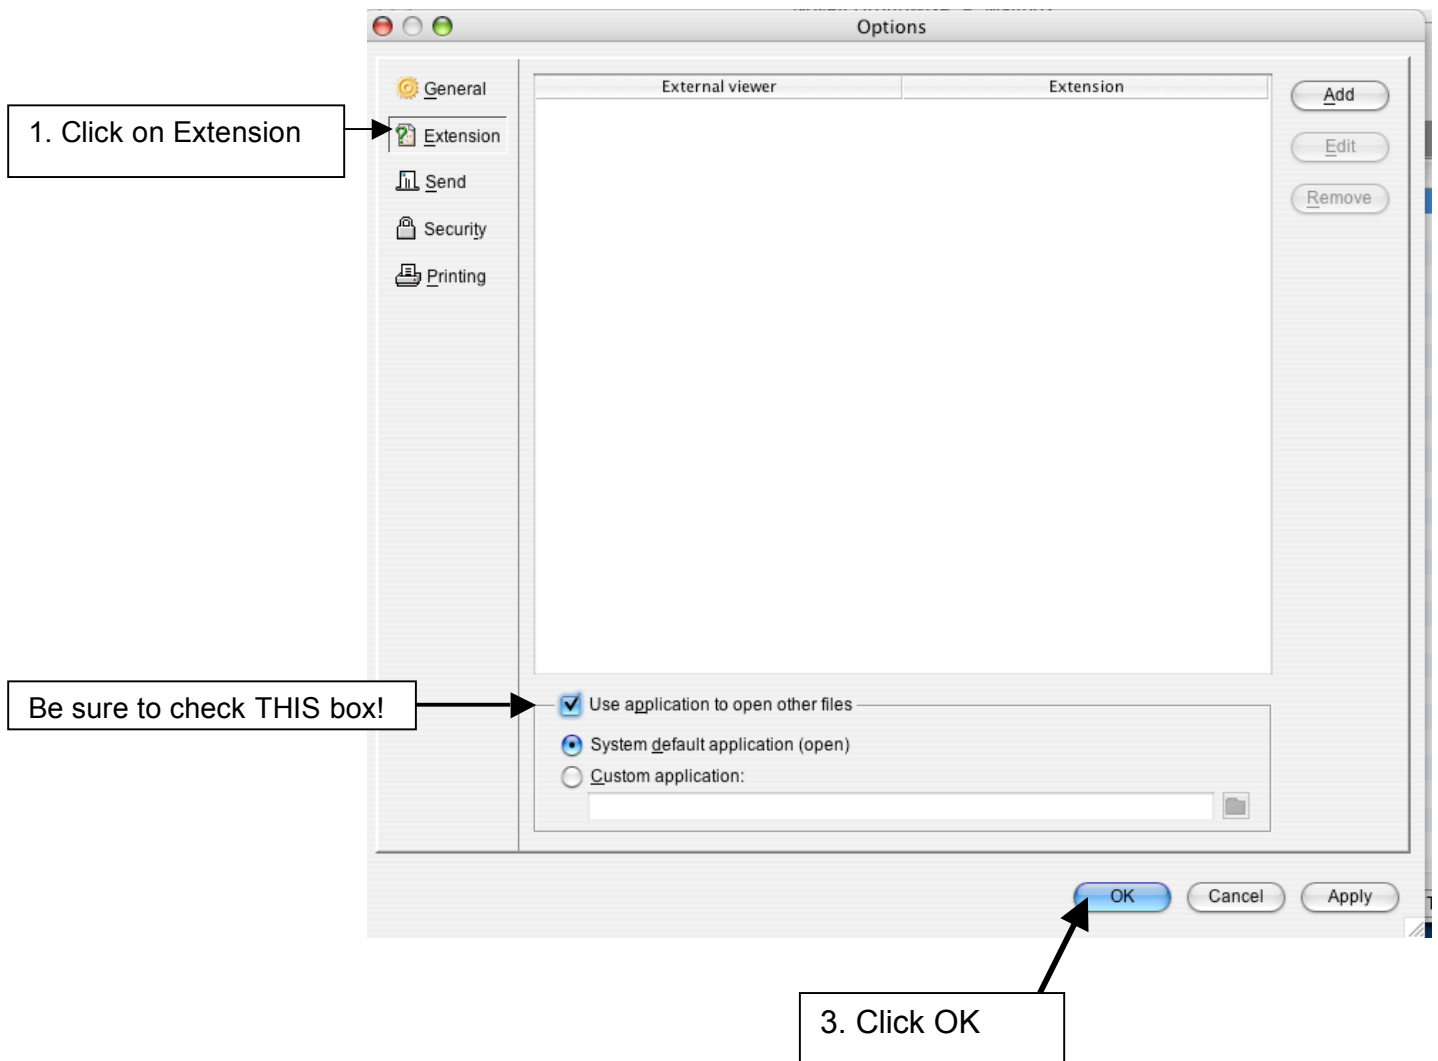 Options
General
External viewer
Extension
Add
1. Click on Extension
Extension
Edit
Send
Remove
Security
Printing
Be sure to check THIS box!
Use application to open other files
System default application (open)
Custom application:
OK
Cancel
Apply
3. Click OK